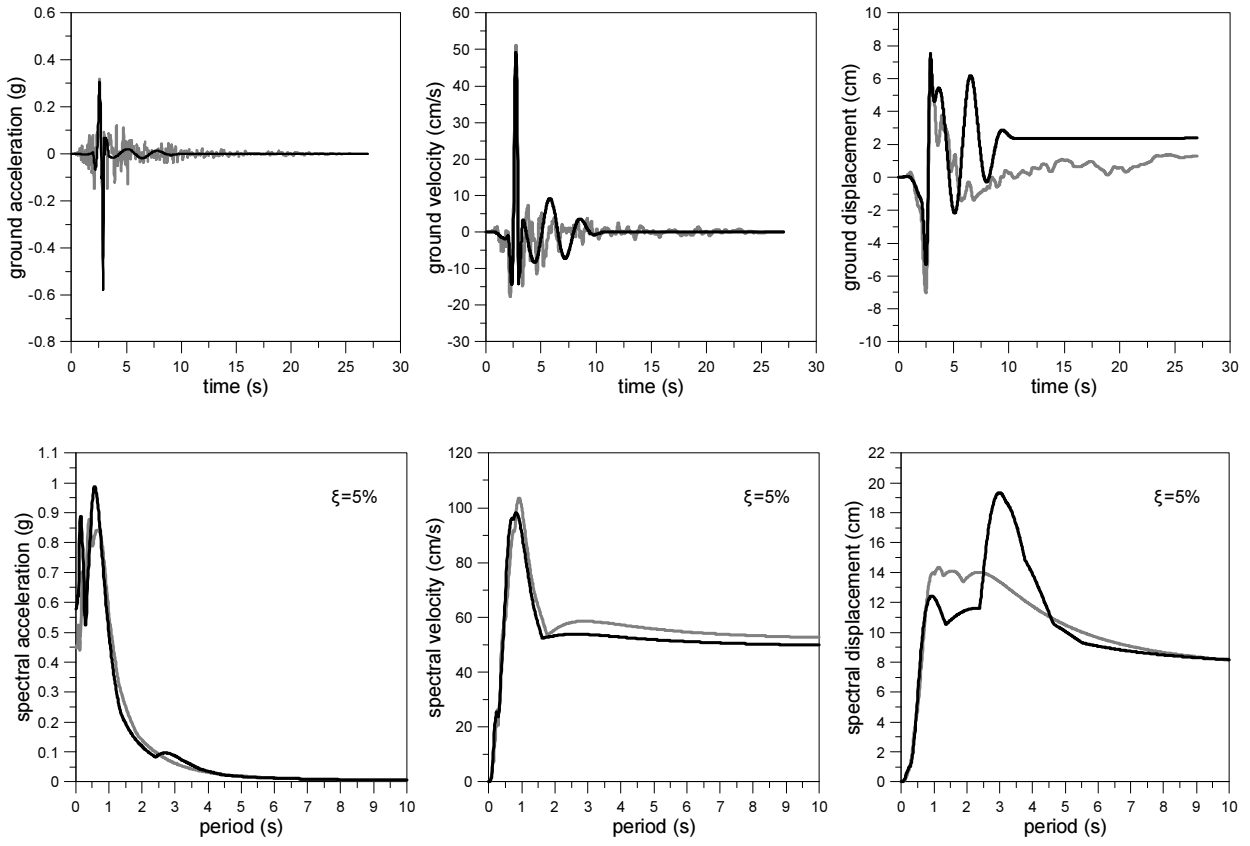 ground acceleration (g)
0.6
0.4
0.2
0
-0.2
-0.4
-0.6
-0.8
0 5 10 15 20 25 30
time (s)
ground velocity (cm/s)
60
50
40
30
20
10
0
-10
-20
-30
0 5 10 15 20 25 30
time (s)
ground displacement (cm)
10
8
6
4
2
0
-2
-4
-6
-8
-10
0 5 10 15 20 25 30
time (s)
spectral acceleration (g)
1.1
1
0.9
0.8
0.7
0.6
0.5
0.4
0.3
0.2
0.1
0
ξ=5%
0 1 2 3 4 5 6 7 8 9 10
period (s)
spectral velocity (cm/s)
120
100
80
60
40
20
0
ξ=5%
0 1 2 3 4 5 6 7 8 9 10
period (s)
spectral displacement (cm)
22
20
18
16
14
12
10
8
6
4
2
0
ξ=5%
0 1 2 3 4 5 6 7 8 9 10
period (s)